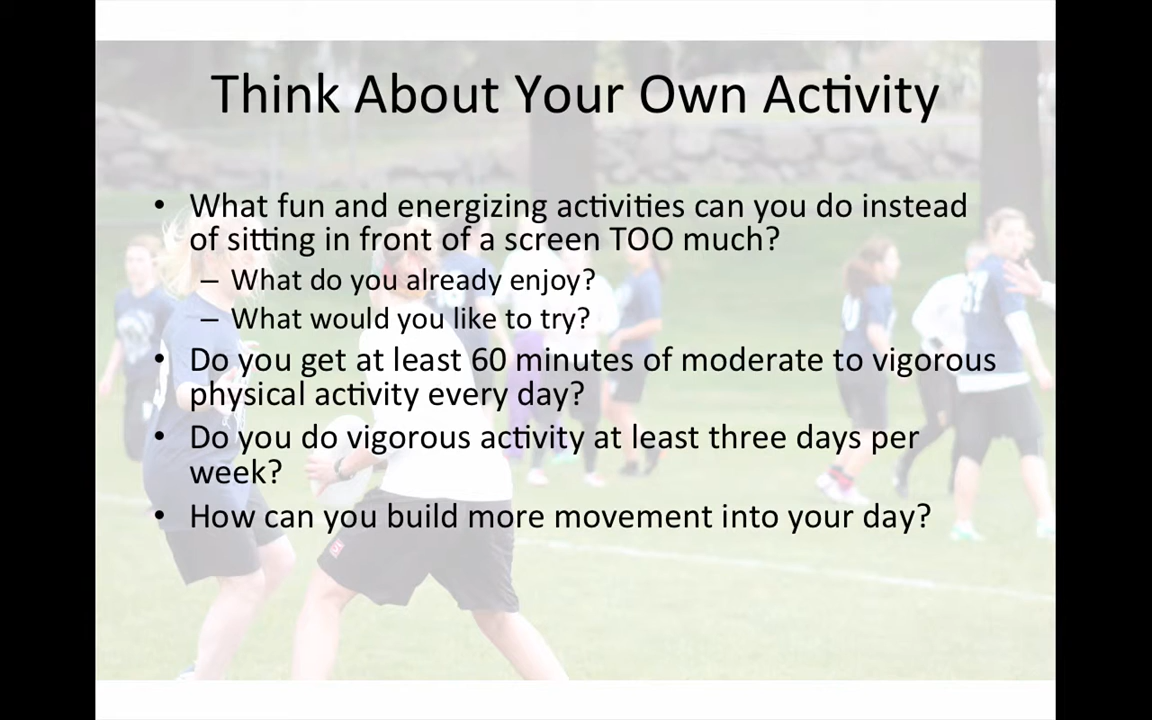 Think About Your Own Activity
• What fun and energizing activities can you do instead
of sitting in front of a screen TOO much?
– What do you already enjoy?
– What would you like to try?
• Do you get at least 60 minutes of moderate to vigorous
physical activity every day?
• Do you do vigorous activity at least three days per
week?
• How can you build more movement into your day?